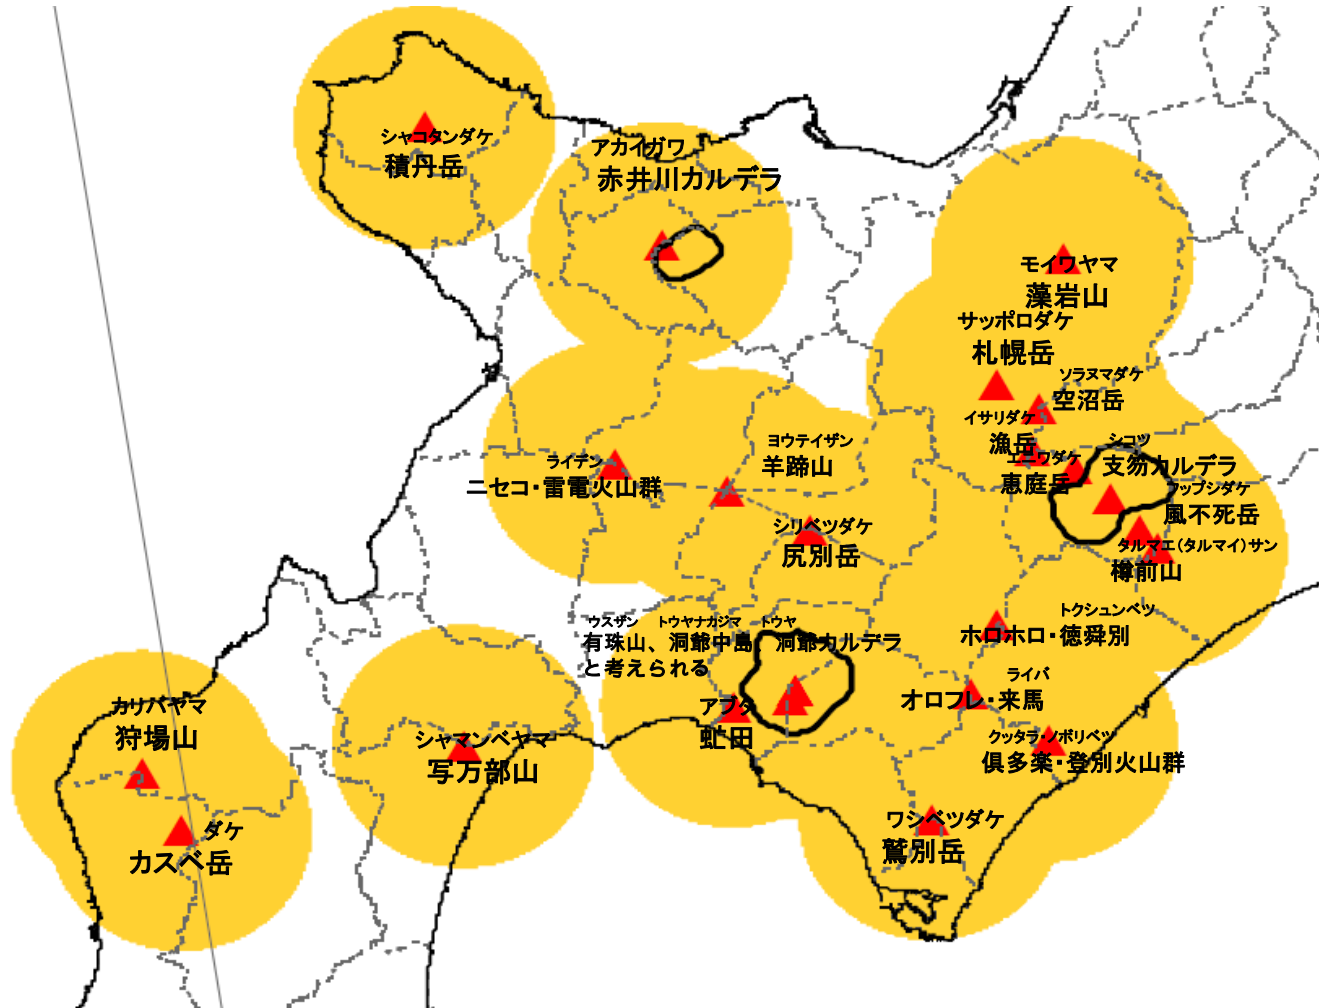 シャコタンダケ
積丹岳
アカイガワ
赤井川カルデラ
モイワヤマ
藻岩山
サッポロダケ
札幌岳
ソラヌマダケ
空沼岳
イサリダケ
漁岳
エニワダケ
恵庭岳
シコツ
支笏カルデラ
フップシダケ
風不死岳
タルマエ(タルマイ)サン
樽前山
ヨウテイザン
羊蹄山
ライデン
ニセコ・雷電火山群
シリベツダケ
尻別岳
ウスザン トウヤナカジマ トウヤ
有珠山、洞爺中島、洞爺カルデラ
と考えられる
トクシュンベツ
ホロホロ・徳舜別
ライバ
オロフレ・来馬
アブタ
虻田
クッタラ・ノボリベツ
倶多楽・登別火山群
ワシベツダケ
鷲別岳
カリバヤマ
狩場山
シャマンベヤマ
写万部山
ダケ
カスベ岳